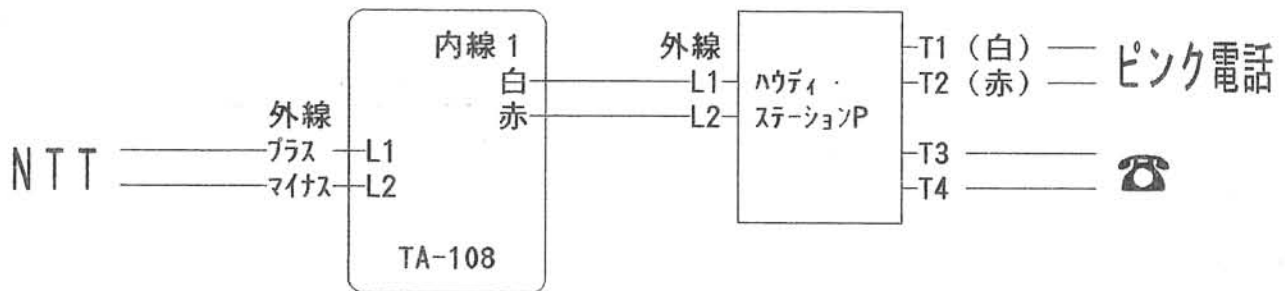 内線1
外線
T1 (白)
白
L1
ハウディ
T2 (赤)
ピンク電話
赤
L2
ステーションP
外線
NTT
プラス
L1
マイナス
L2
T3
T4
TA-108